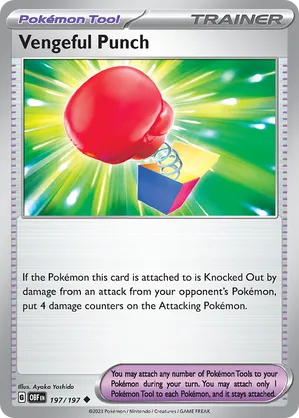 Pokémon Tool TRAINER
Vengeful Punch
If the Pokémon this card is attached to is Knocked Out by
damage from an attack from your opponent's Pokémon,
put 4 damage counters on the Attacking Pokémon.
Illus. Ayako Yoshida
You may attach any number of Pokémon Tools to your
Pokémon during your turn. You may attach only 1
Pokémon Tool to each Pokémon, and it stays attached.
G OBF EN 197/197
©2023 Pokémon / Nintendo / Creatures / GAME FREAK